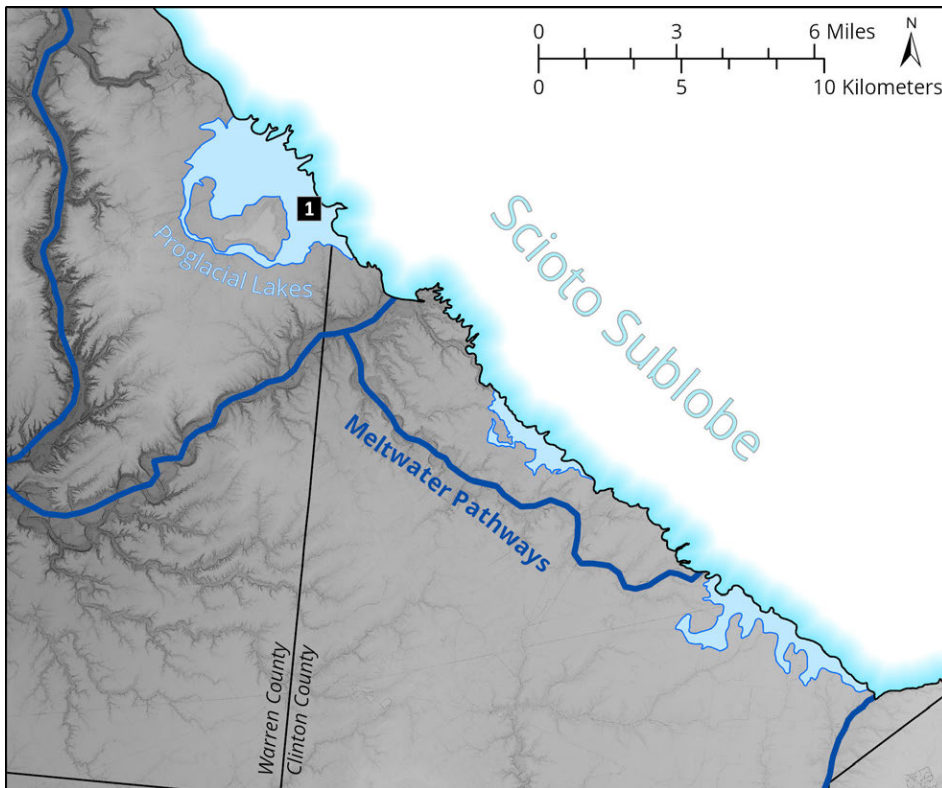 0 3 6 Miles
0 5 10 Kilometers
N
1
Proglacial Lakes
Scioto Sublobe
Meltwater Pathways
Warren County
Clinton County